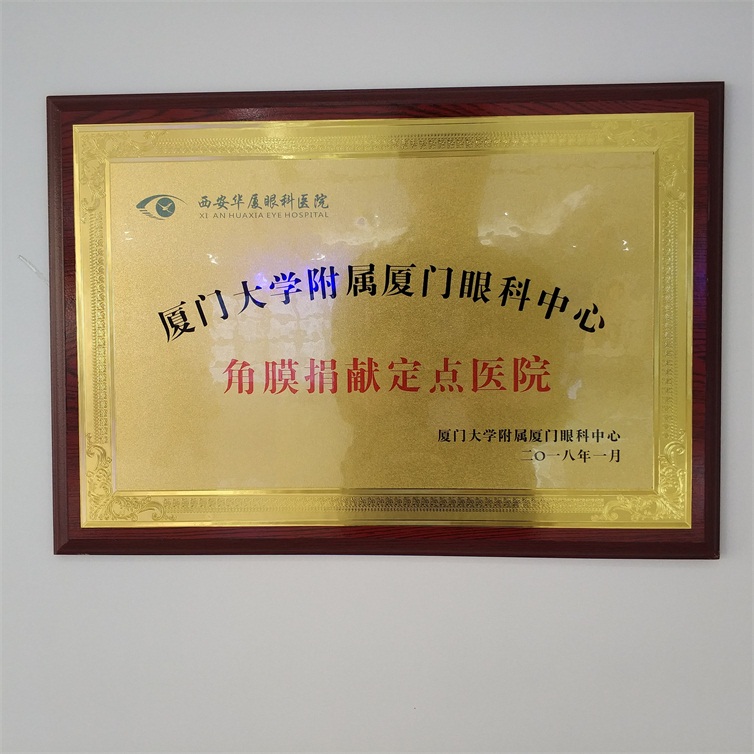 西安华厦眼科医院
XI AN HUAXIA EYE HOSPITAL
厦门大学附属厦门眼科中心
角膜捐献定点医院
厦门大学附属厦门眼科中心
二〇一八年一月